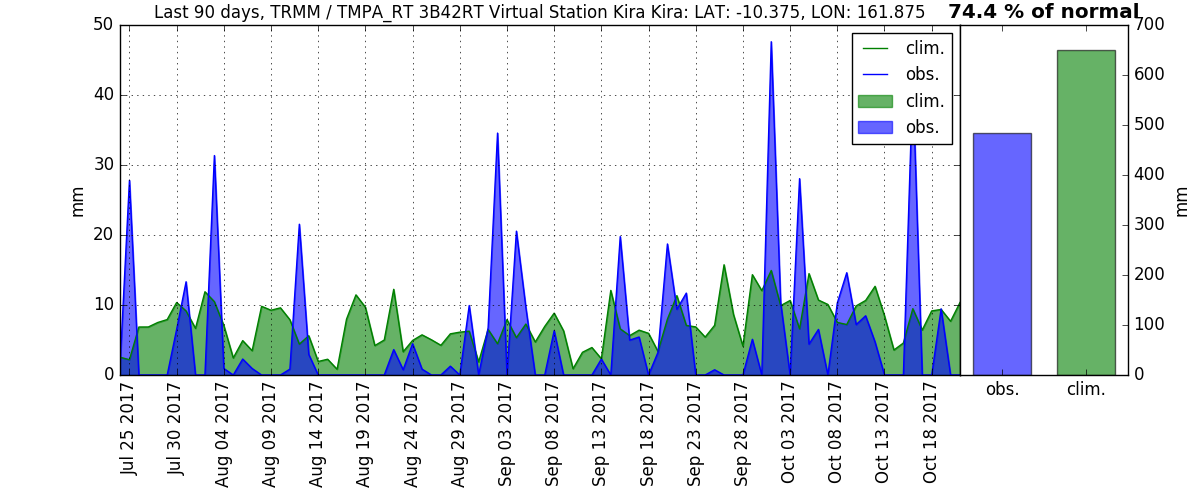 Last 90 days, TRMM / TMPA_RT 3B42RT Virtual Station Kira Kira: LAT: -10.375, LON: 161.875
74.4 % of normal
50
40
30
20
10
0
mm
clim.
obs.
clim.
obs.
700
600
500
400
300
200
100
0
mm
obs.
clim.
Jul 25 2017
Jul 30 2017
Aug 04 2017
Aug 09 2017
Aug 14 2017
Aug 19 2017
Aug 24 2017
Aug 29 2017
Sep 03 2017
Sep 08 2017
Sep 13 2017
Sep 18 2017
Sep 23 2017
Sep 28 2017
Oct 03 2017
Oct 08 2017
Oct 13 2017
Oct 18 2017